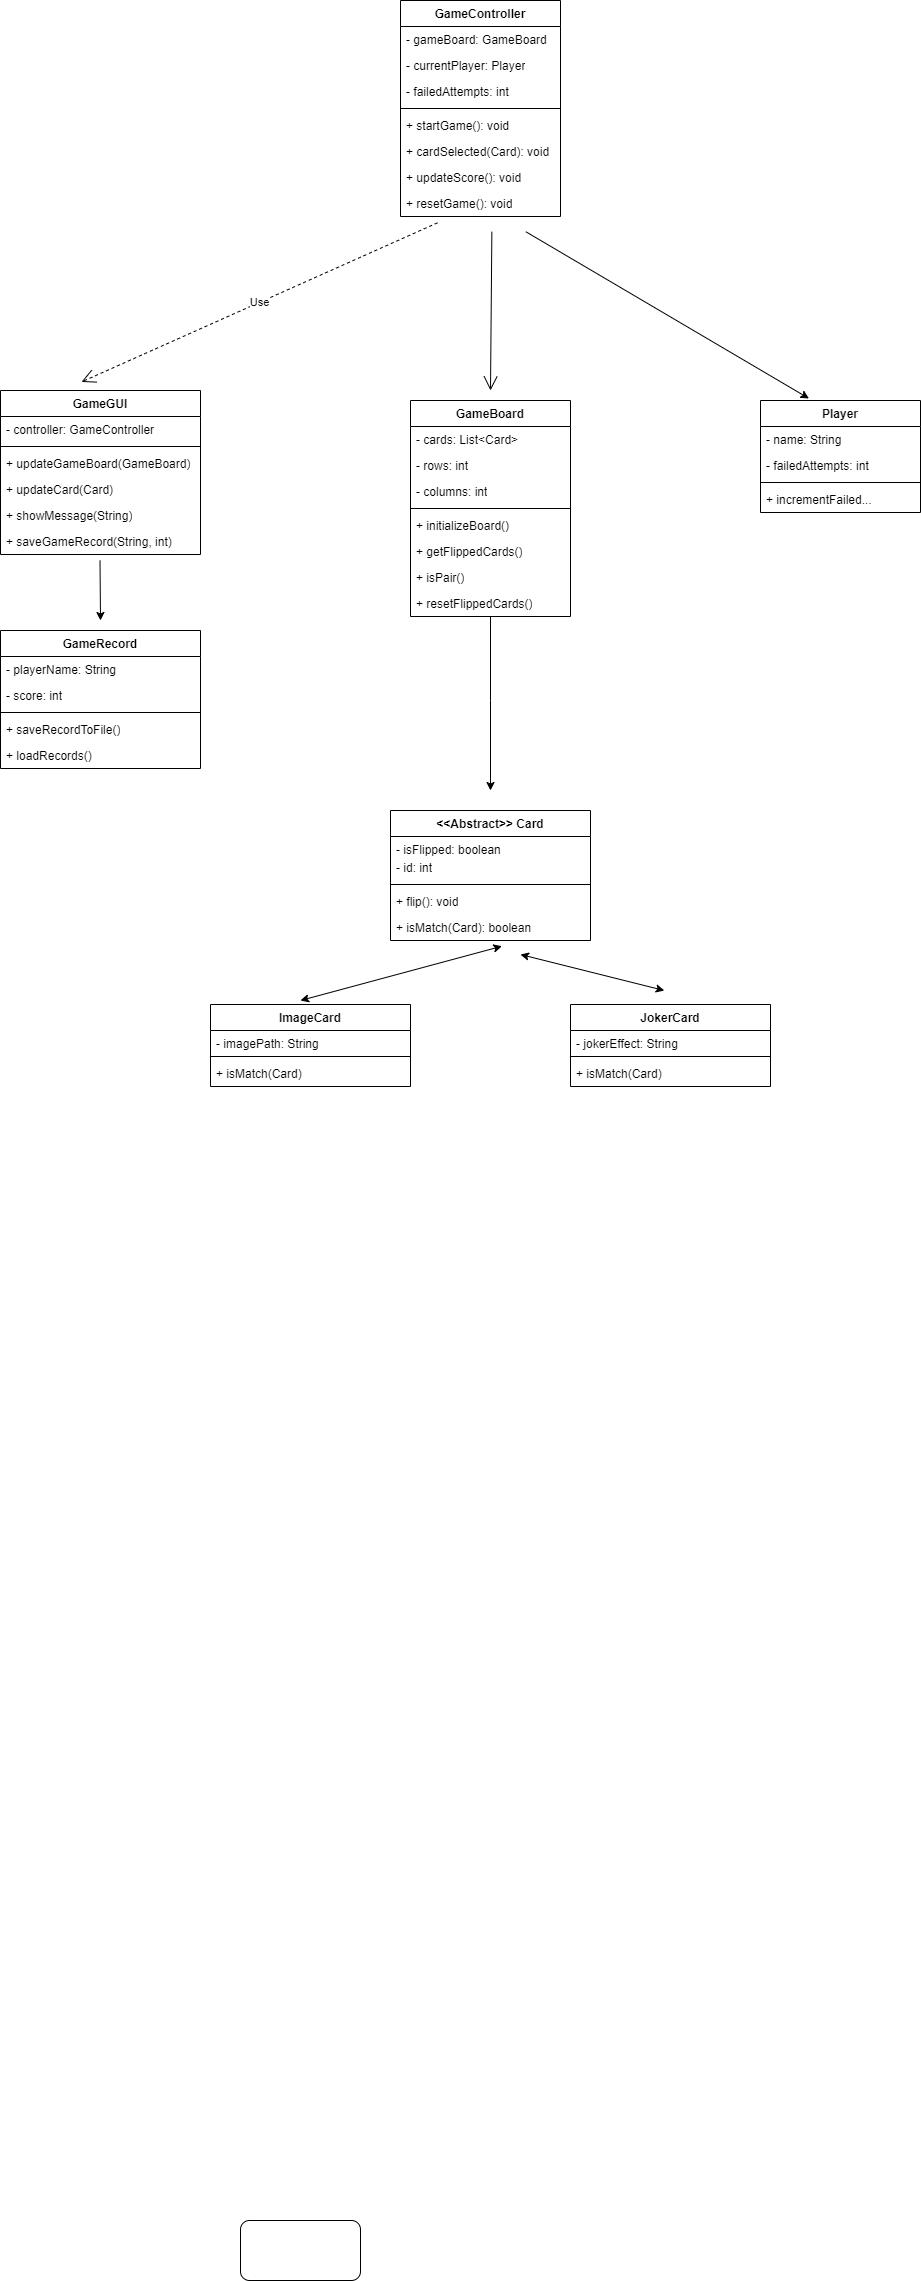 GameController
- gameBoard: GameBoard
- currentPlayer: Player
- failedAttempts: int
+ startGame(): void
+ cardSelected(Card): void
+ updateScore(): void
+ resetGame(): void
Use
GameGUI
- controller: GameController
+ updateGameBoard(GameBoard)
+ updateCard(Card)
+ showMessage(String)
+ saveGameRecord(String, int)
GameBoard
- cards: List<Card>
- rows: int
- columns: int
+ initializeBoard()
+ getFlippedCards()
+ isPair()
+ resetFlippedCards()
Player
- name: String
- failedAttempts: int
+ incrementFailed...
GameRecord
- playerName: String
- score: int
+ saveRecordToFile()
+ loadRecords()
<<Abstract>> Card
- isFlipped: boolean
- id: int
+ flip(): void
+ isMatch(Card): boolean
ImageCard
- imagePath: String
+ isMatch(Card)
JokerCard
- jokerEffect: String
+ isMatch(Card)